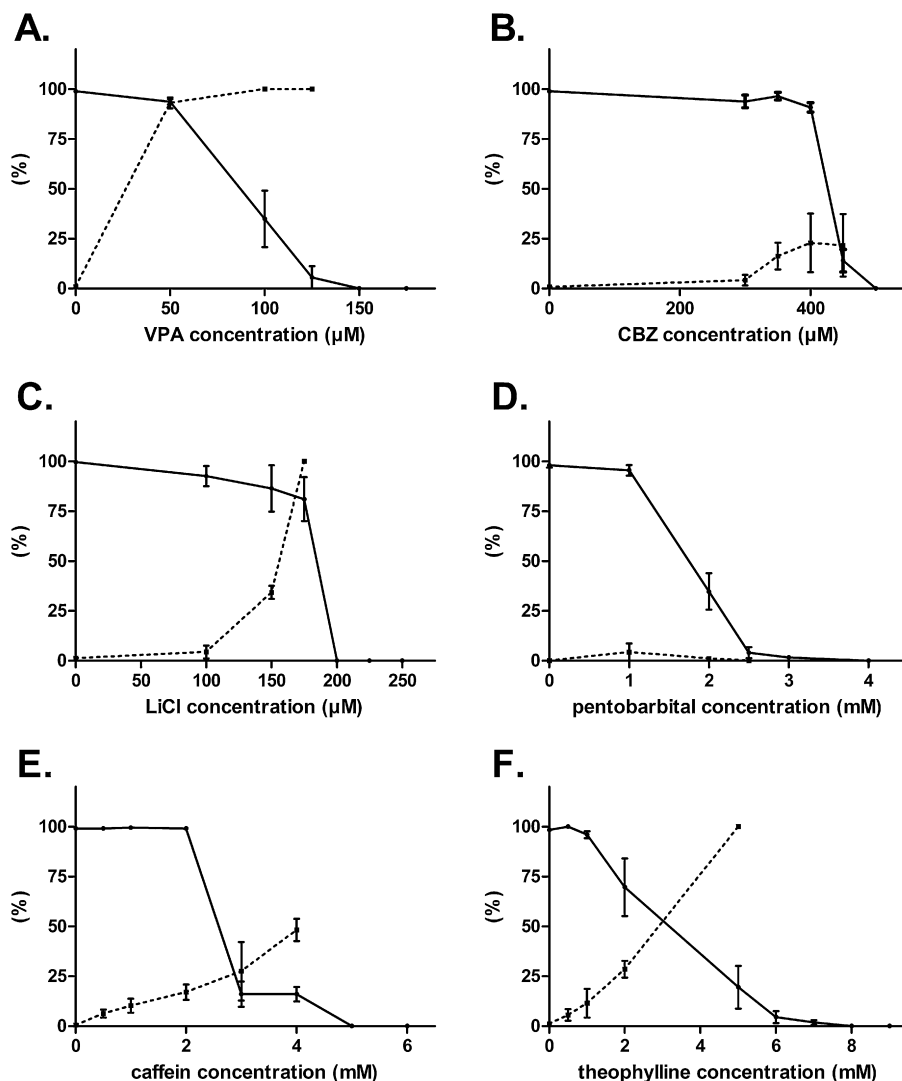 A.
(%)
100
75
50
25
0
0 50 100 150
VPA concentration (µM)
B.
(%)
100
75
50
25
0
0 200 400
CBZ concentration (µM)
C.
(%)
100
75
50
25
0
0 50 100 150 200 250
LiCl concentration (µM)
D.
(%)
100
75
50
25
0
0 1 2 3 4
pentobarbital concentration (mM)
E.
(%)
100
75
50
25
0
0 2 4 6
caffein concentration (mM)
F.
(%)
100
75
50
25
0
0 2 4 6 8
theophylline concentration (mM)